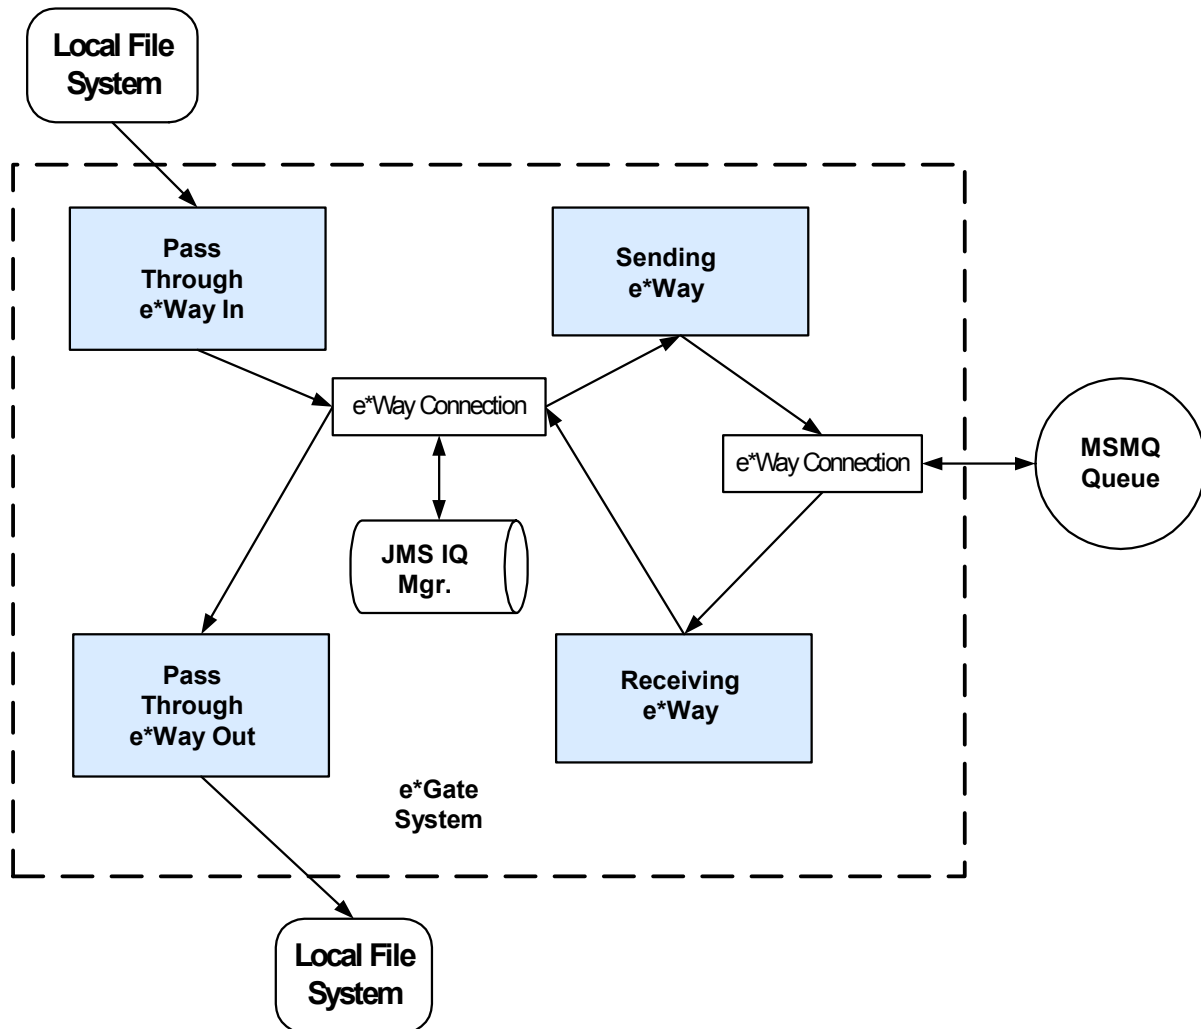 Local File
System
Pass
Through
e*Way In
Sending
e*Way
e*Way Connection
e*Way Connection
MSMQ
Queue
JMS IQ
Mgr.
Pass
Through
e*Way Out
Receiving
e*Way
e*Gate
System
Local File
System